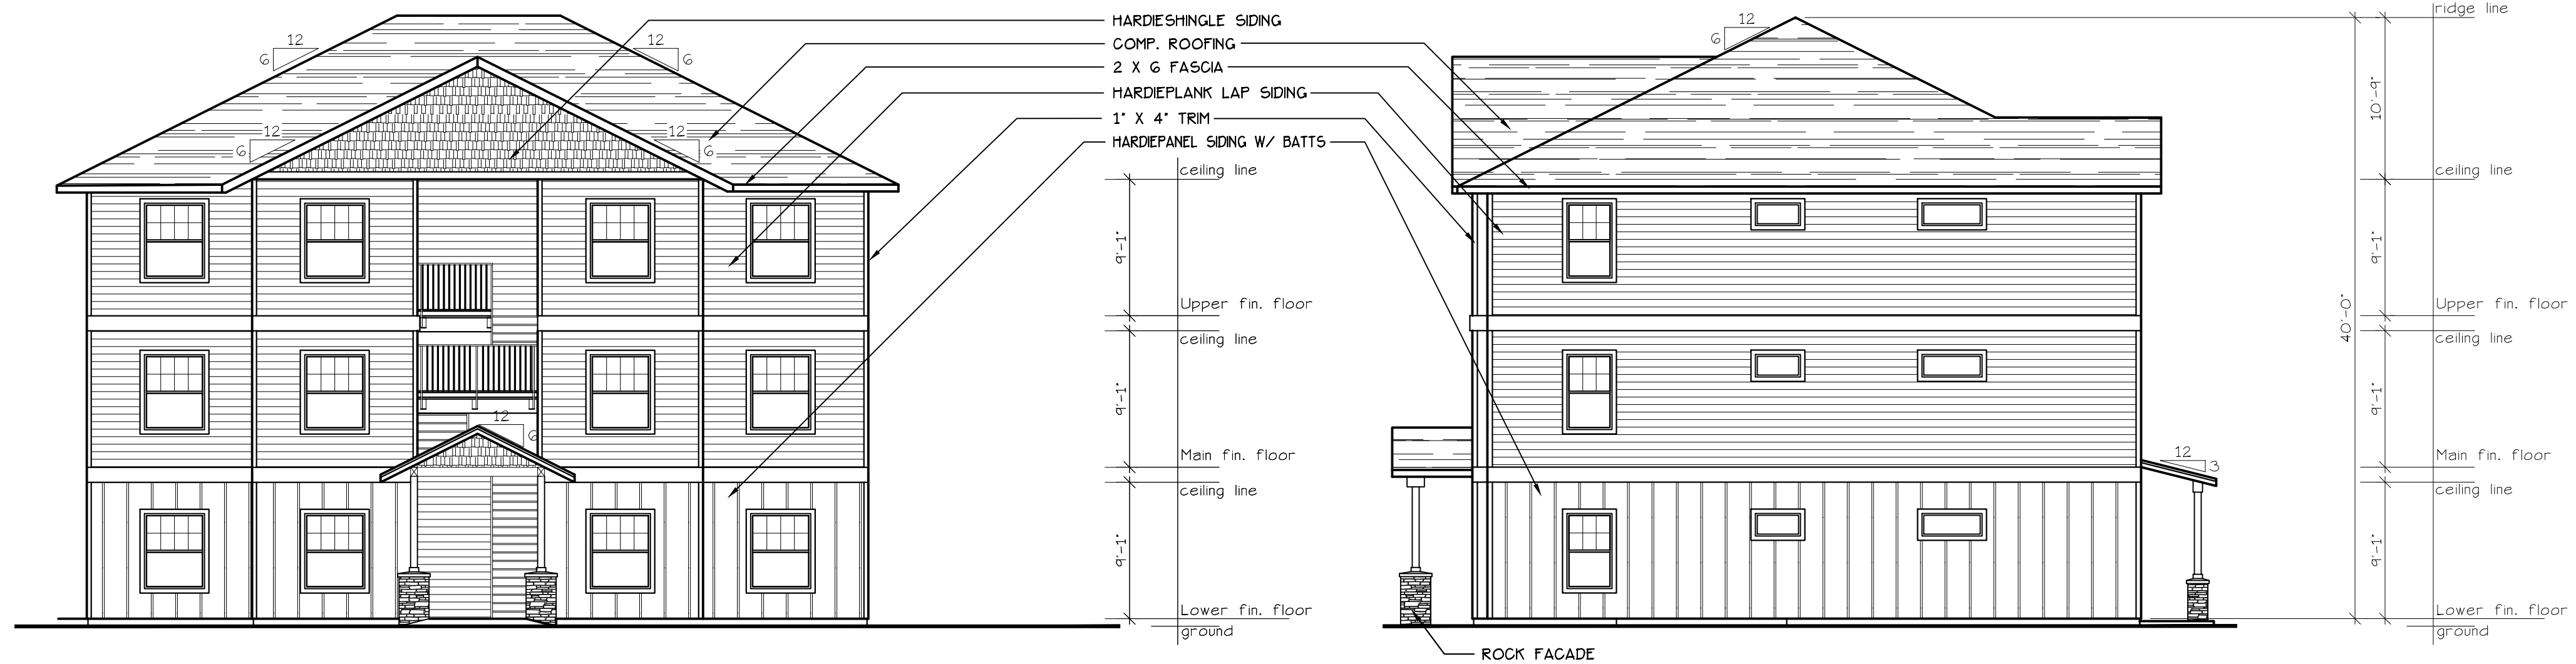 12
6
12
6
12
6
12
6
12
6
HARDIESHINGLE SIDING
COMP. ROOFING
2 X 6 FASCIA
HARDIEPLANK LAP SIDING
1" X 4" TRIM
HARDIEPANEL SIDING W/ BATTS
ceiling line
9'-1"
Upper fin. floor
ceiling line
9'-1"
Main fin. floor
ceiling line
9'-1"
Lower fin. floor
ground
12
6
12
3
ROCK FACADE
40'-0"
ridge line
10'-9"
ceiling line
9'-1"
Upper fin. floor
ceiling line
9'-1"
Main fin. floor
ceiling line
9'-1"
Lower fin. floor
ground